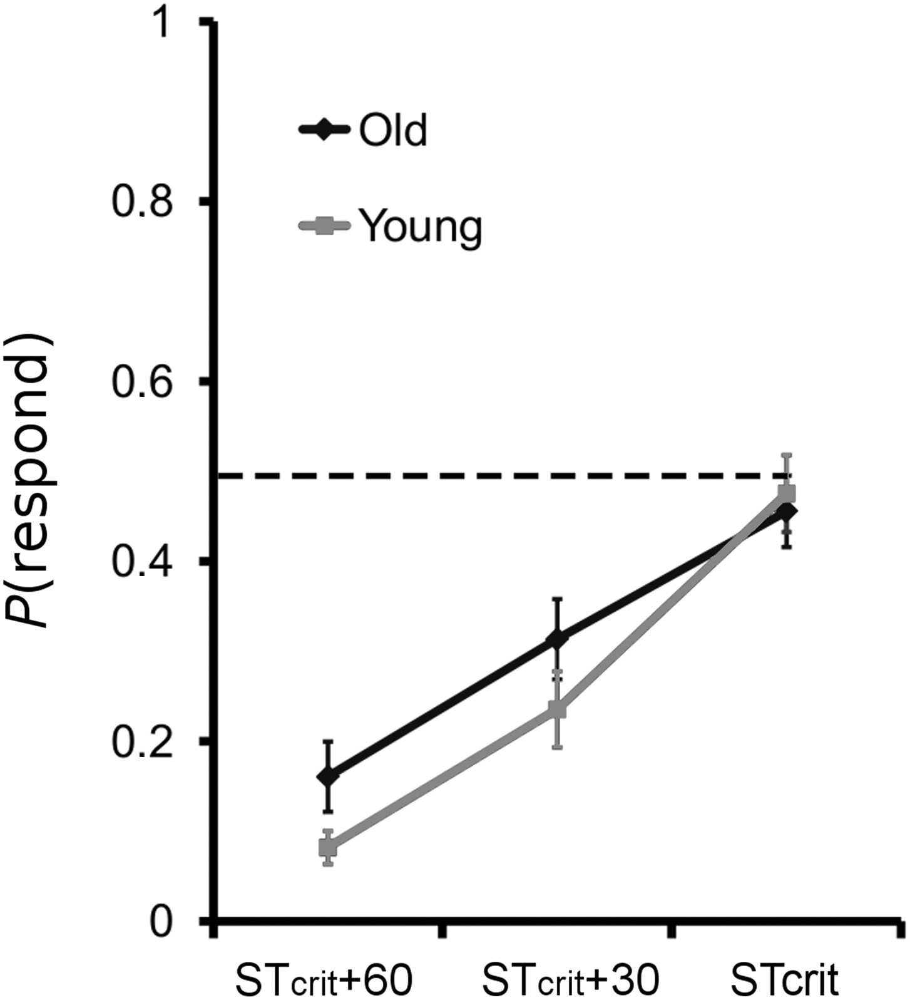 1
Old
0.8
Young
0.6
P(respond)
0.4
0.2
0
STcrit+60
STcrit+30
STcrit